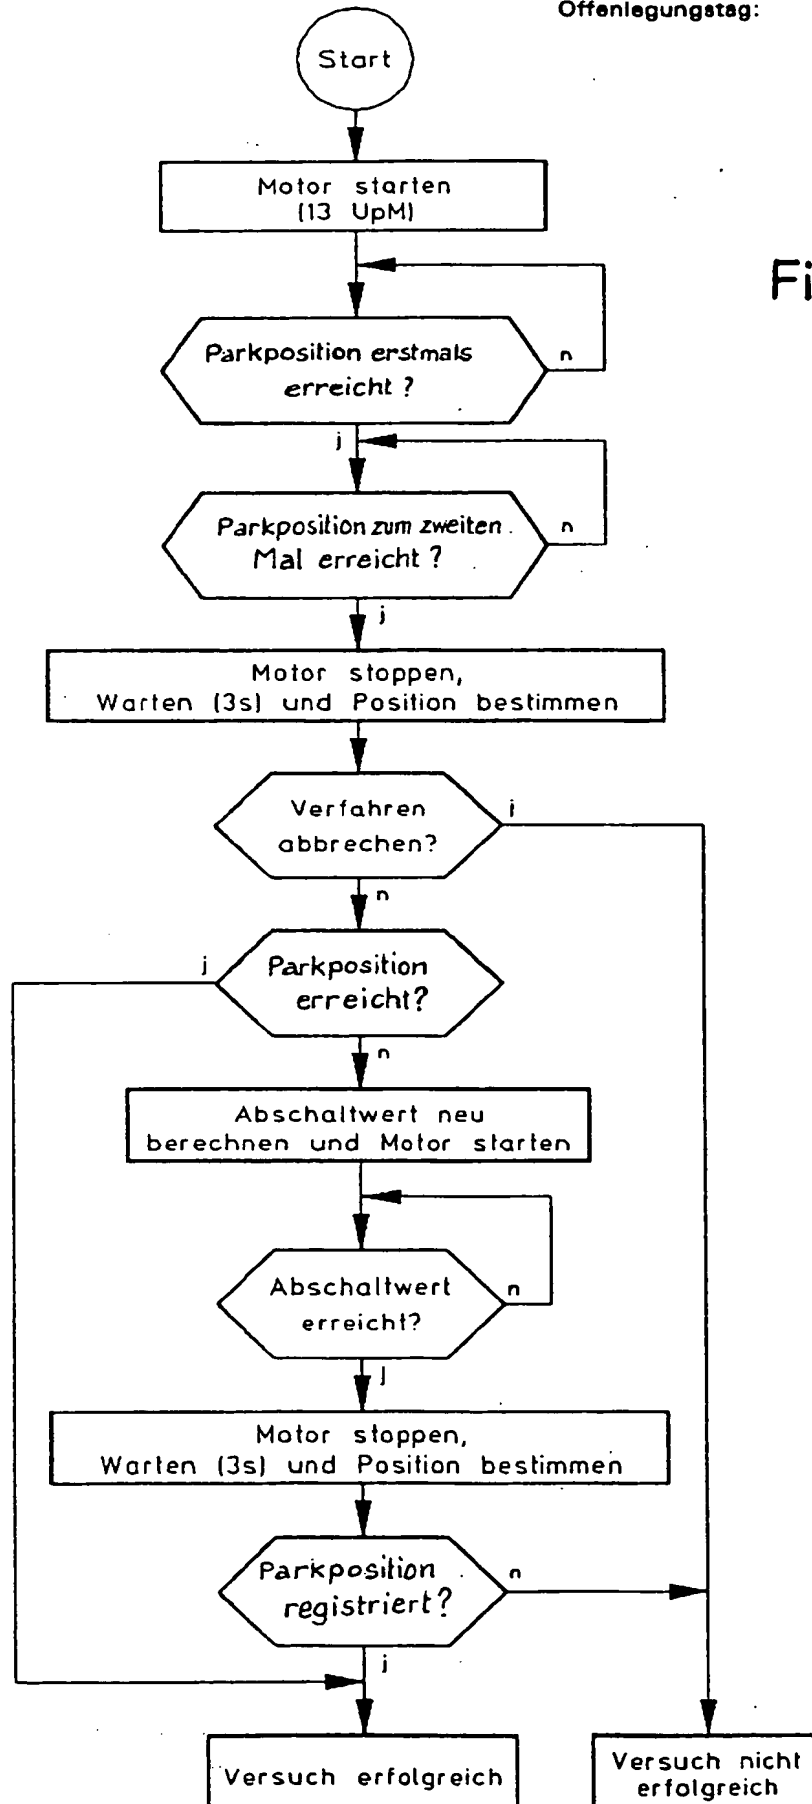 Offenlegungstag:
Start
Motor starten
(13 UpM)
Fi
Parkposition erstmals
erreicht ?
n
j
Parkposition zum zweiten
Mal erreicht ?
n
j
Motor stoppen,
Warten (3s) und Position bestimmen
Verfahren
abbrechen?
j
n
Parkposition
erreicht?
j
n
Abschaltwert neu
berechnen und Motor starten
Abschaltwert
erreicht?
n
j
Motor stoppen,
Warten (3s) und Position bestimmen
Parkposition
registriert?
n
j
Versuch erfolgreich
Versuch nicht
erfolgreich